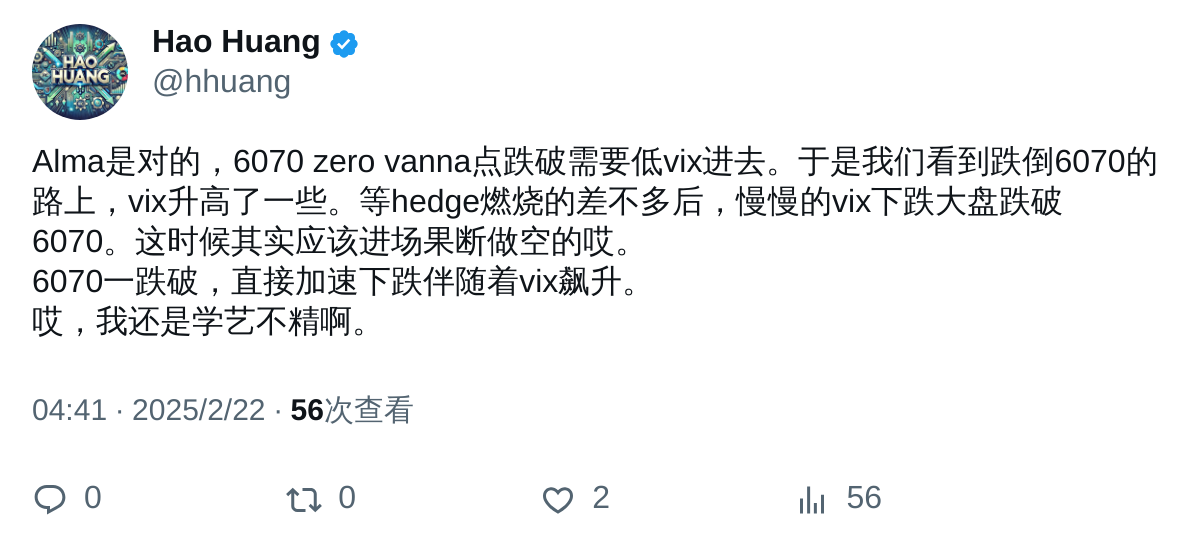 HAO
HUANG
Hao Huang
@hhuang
Alma是对的，6070 zero vanna点跌破需要低vix进去。于是我们看到跌倒6070的
路上，vix升高了一些。等hedge燃烧的差不多后，慢慢的vix下跌大盘跌破
6070。这时候其实应该进场果断做空的哎。
6070一跌破，直接加速下跌伴随着vix飙升。
哎，我还是学艺不精啊。
04:41 · 2025/2/22 · 56次查看
0 0 2 56